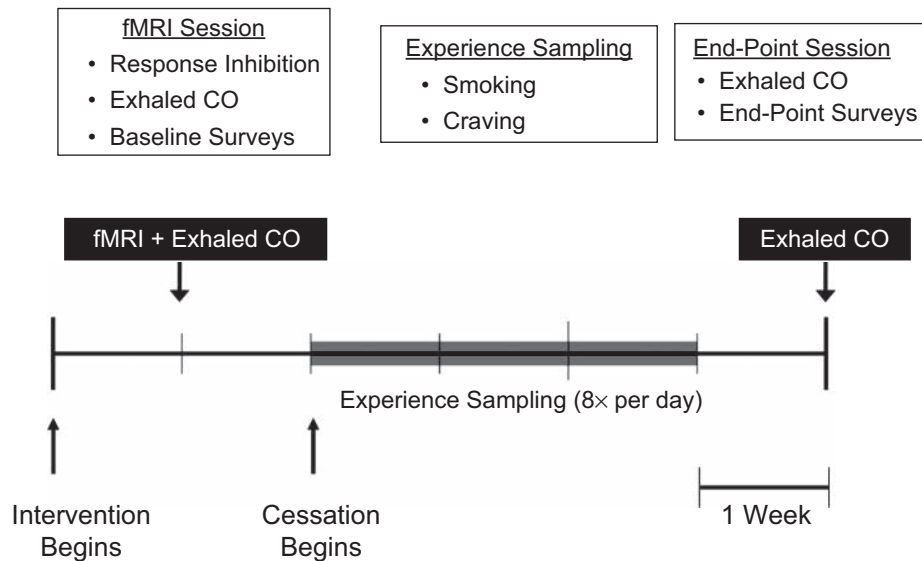 fMRI Session
• Response Inhibition
• Exhaled CO
• Baseline Surveys
Experience Sampling
• Smoking
• Craving
End-Point Session
• Exhaled CO
• End-Point Surveys
fMRI + Exhaled CO
Exhaled CO
Experience Sampling (8× per day)
Intervention
Begins
Cessation
Begins
1 Week